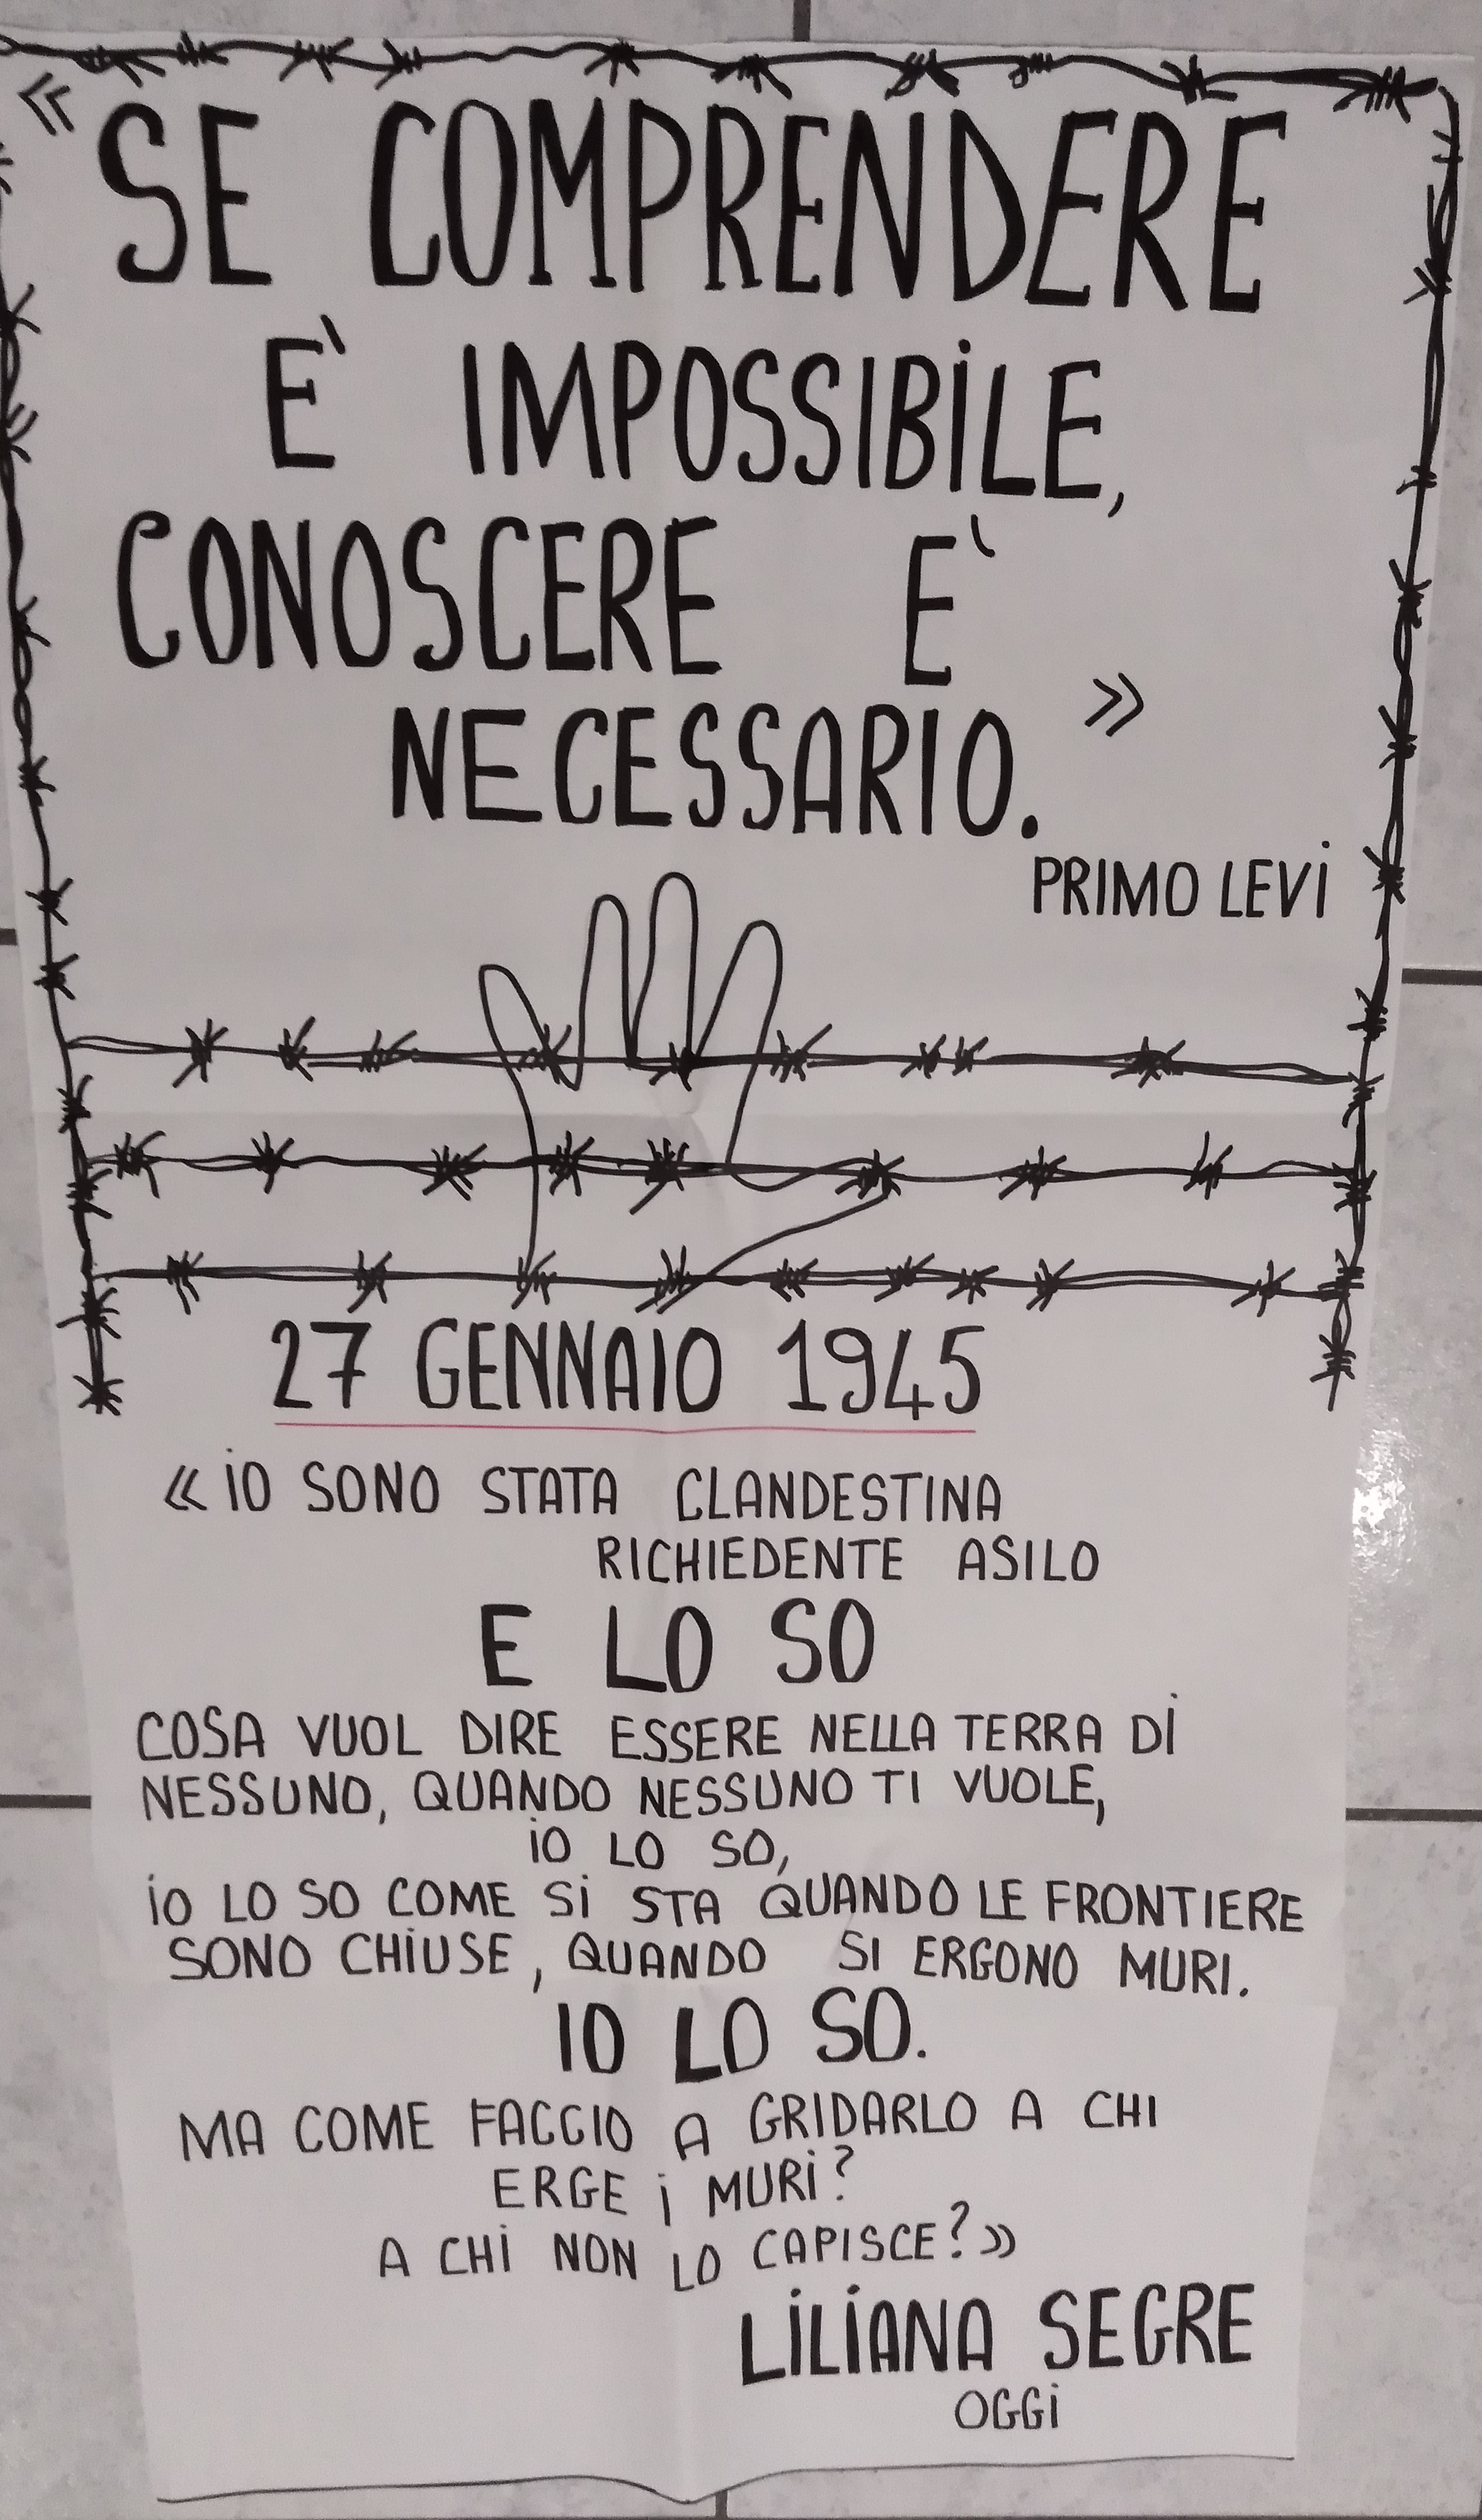 « SE COMPRENDERE
E' IMPOSSIBILE,
CONOSCERE E'
NECESSARIO. »
PRIMO LEVI
27 GENNAIO 1945
« IO SONO STATA CLANDESTINA
RICHIEDENTE ASILO
E LO SO
COSA VUOL DIRE ESSERE NELLA TERRA DI
NESSUNO, QUANDO NESSUNO TI VUOLE,
IO LO SO,
IO LO SO COME SI STA QUANDO LE FRONTIERE
SONO CHIUSE, QUANDO SI ERGONO MURI.
IO LO SO.
MA COME FACCIO A GRIDARLO A CHI
ERGE I MURI?
A CHI NON LO CAPISCE? »
LILIANA SEGRE
OGGI